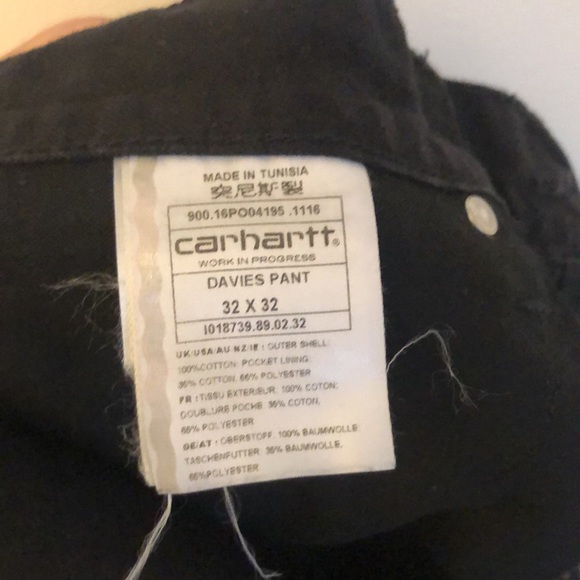 MADE IN TUNISIA
突尼斯製
900.16PO04195 .1116
carhartt®
WORK IN PROGRESS
DAVIES PANT
32 X 32
I018739.89.02.32
UK/USA/AU/NZ/IE : OUTER SHELL:
100%COTTON; POCKET LINING:
35% COTTON, 65% POLYESTER
FR : TISSU EXTERIEUR: 100% COTON;
DOUBLURE POCHE: 35% COTON,
65% POLYESTER
GE/AT : OBERSTOFF: 100% BAUMWOLLE;
TASCHENFUTTER: 35% BAUMWOLLE,
65%POLYESTER